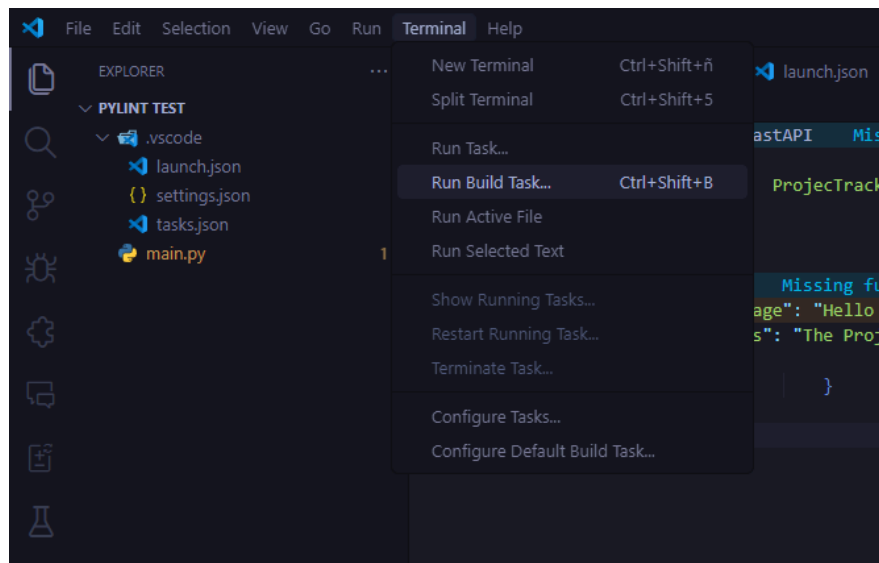 File Edit Selection View Go Run Terminal Help
EXPLORER ...
PYLINT TEST
.vscode
launch.json
{} settings.json
tasks.json
main.py 1
New Terminal Ctrl+Shift+ñ
Split Terminal Ctrl+Shift+5
Run Task...
Run Build Task... Ctrl+Shift+B
Run Active File
Run Selected Text
Show Running Tasks...
Restart Running Task...
Terminate Task...
Configure Tasks...
Configure Default Build Task...
launch.json
astAPI Mis
ProjecTrack
Missing fu
age": "Hello
s": "The Proj
}